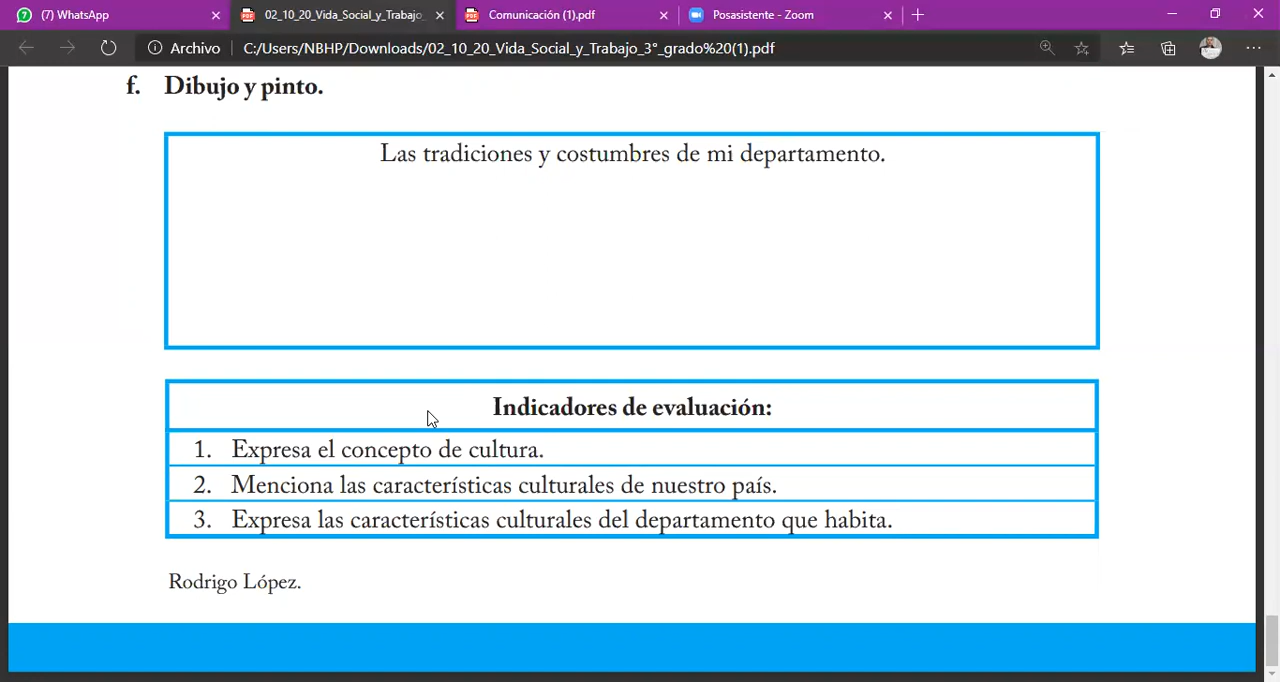 (7) WhatsApp
02_10_20_Vida_Social_y_Trabajo_
Comunicación (1).pdf
Posasistente - Zoom
Archivo
C:/Users/NBHP/Downloads/02_10_20_Vida_Social_y_Trabajo_3°_grado%20(1).pdf
f. Dibujo y pinto.
Las tradiciones y costumbres de mi departamento.
Indicadores de evaluación:
1. Expresa el concepto de cultura.
2. Menciona las características culturales de nuestro país.
3. Expresa las características culturales del departamento que habita.
Rodrigo López.